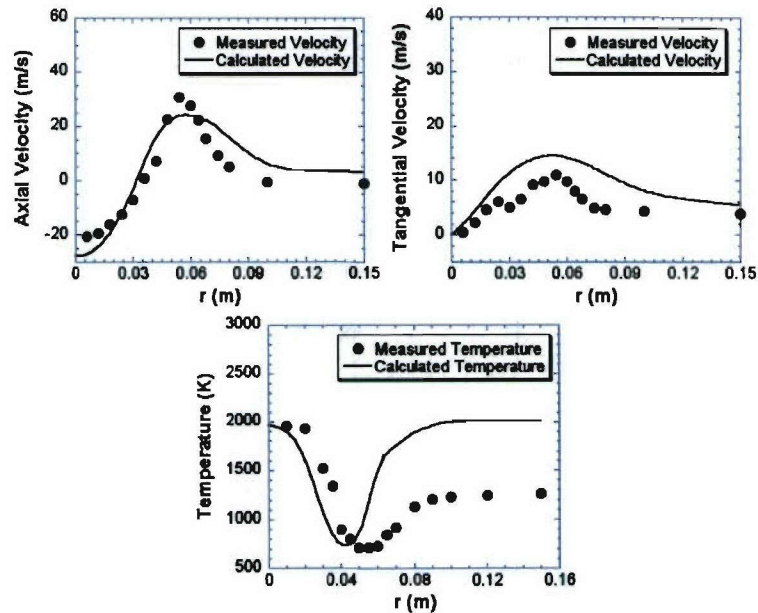 60
40
20
0
-20
Axial Velocity (m/s)
Measured Velocity
Calculated Velocity
0
0.03
0.06
0.09
0.12
0.15
r (m)
40
30
20
10
0
Tangential Velocity (m/s)
Measured Velocity
Calculated Velocity
0
0.03
0.06
0.09
0.12
0.15
r (m)
3000
2500
2000
1500
1000
500
Temperature (K)
Measured Temperature
Calculated Temperature
0
0.04
0.08
0.12
0.16
r (m)